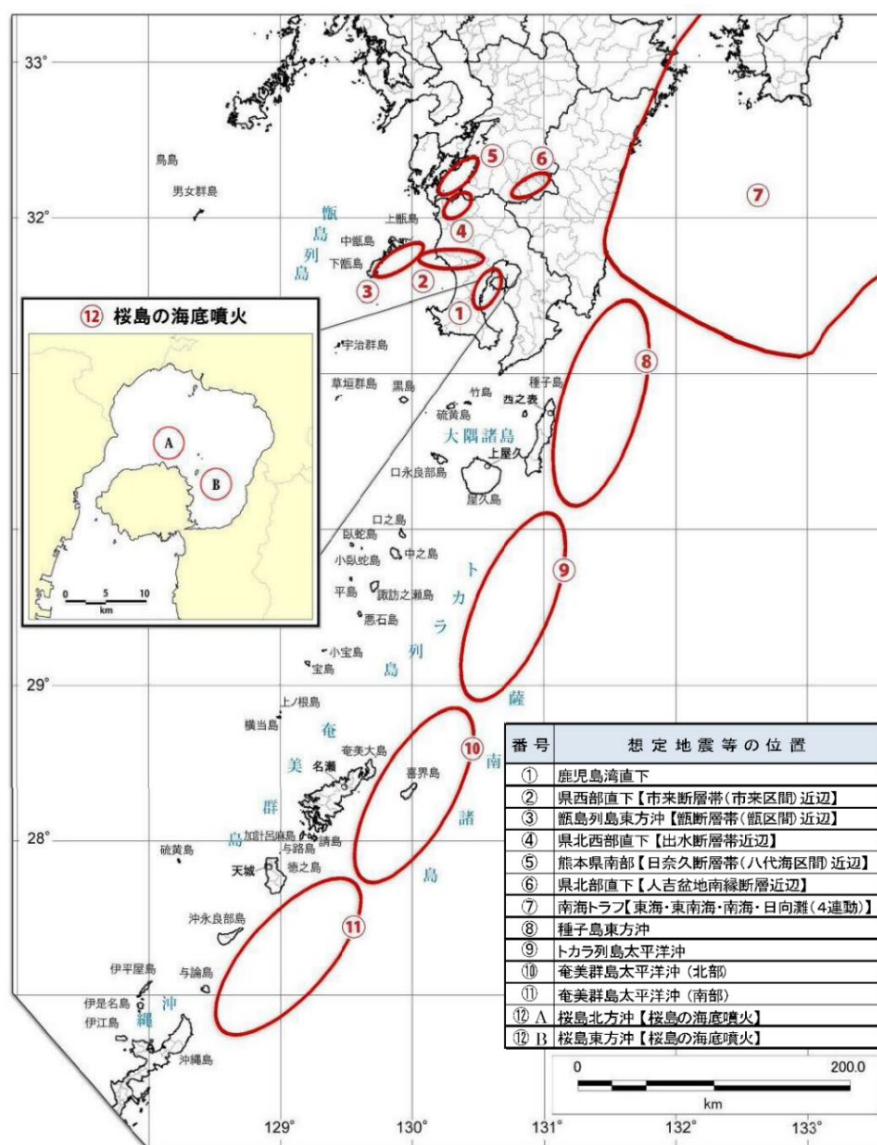 33°
鳥島
男女群島
32°
甑島列島
上甑島
中甑島
下甑島
⑤
⑥
④
③
②
①
⑦
⑫ 桜島の海底噴火
A
B
0 5 10
km
宇治群島
草垣群島
黒島
竹島
硫黄島
種子島
西之表
⑧
大隅諸島
上屋久
口永良部島
屋久島
口之島
臥蛇島
中之島
小臥蛇島
平島
諏訪之瀬島
悪石島
トカラ列島
⑨
小宝島
宝島
29°
薩南諸島
上ノ根島
横当島
奄美群島
奄美大島
名瀬
喜界島
⑩
加計呂麻島
請島
与路島
28°
硫黄島
天城
徳之島
⑪
沖永良部島
伊平屋島
与論島
伊是名島
伊江島
沖縄
沖縄島
番号 想定地震等の位置
① 鹿児島湾直下
② 県西部直下【市来断層帯(市来区間)近辺】
③ 甑島列島東方沖【甑断層帯(甑区間)近辺】
④ 県北西部直下【出水断層帯近辺】
⑤ 熊本県南部【日奈久断層帯(八代海区間)近辺】
⑥ 県北部直下【人吉盆地南縁断層近辺】
⑦ 南海トラフ【東海・東南海・南海・日向灘(4連動)】
⑧ 種子島東方沖
⑨ トカラ列島太平洋沖
⑩ 奄美群島太平洋沖(北部)
⑪ 奄美群島太平洋沖(南部)
⑫ A 桜島北方沖【桜島の海底噴火】
⑫ B 桜島東方沖【桜島の海底噴火】
0 200.0
km
129° 130° 131° 132° 133°